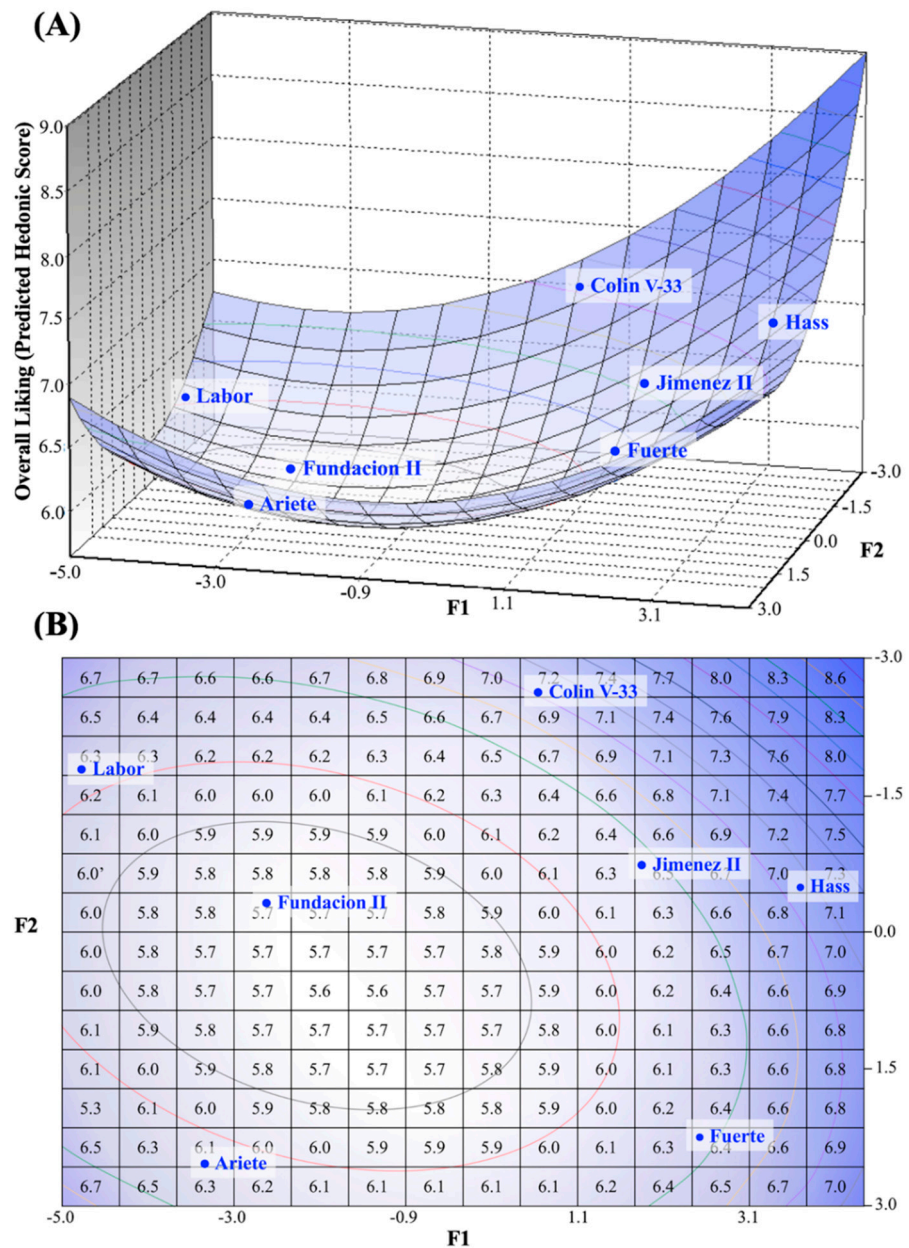 (A)
Overall Liking (Predicted Hedonic Score)
9.0
8.5
8.0
7.5
7.0
6.5
6.0
Colin V-33
Hass
Labor
Jimenez II
Fuerte
Fundacion II
Ariete
-5.0 -3.0 -0.9 1.1 3.1
F1
-3.0
-1.5
0.0
1.5
3.0
F2
(B)
6.7 6.7 6.6 6.6 6.7 6.8 6.9 7.0 7.2 7.4 7.7 8.0 8.3 8.6 -3.0
Colin V-33
6.5 6.4 6.4 6.4 6.4 6.5 6.6 6.7 6.9 7.1 7.4 7.6 7.9 8.3
6.3 6.3 6.2 6.2 6.2 6.3 6.4 6.5 6.7 6.9 7.1 7.3 7.6 8.0
Labor
6.2 6.1 6.0 6.0 6.0 6.1 6.2 6.3 6.4 6.6 6.8 7.1 7.4 7.7 -1.5
6.1 6.0 5.9 5.9 5.9 5.9 6.0 6.1 6.2 6.4 6.6 6.9 7.2 7.5
6.0’ 5.9 5.8 5.8 5.8 5.8 5.9 6.0 6.1 6.3 6.5 6.7 7.0 7.3
Jimenez II
Hass
6.0 5.8 5.8 5.7 5.7 5.7 5.8 5.9 6.0 6.1 6.3 6.6 6.8 7.1
Fundacion II
F2
0.0
6.0 5.8 5.7 5.7 5.7 5.7 5.7 5.8 5.9 6.0 6.2 6.5 6.7 7.0
6.0 5.8 5.7 5.7 5.6 5.6 5.7 5.7 5.9 6.0 6.2 6.4 6.6 6.9
6.1 5.9 5.8 5.7 5.7 5.7 5.7 5.7 5.8 6.0 6.1 6.3 6.6 6.8
6.1 6.0 5.9 5.8 5.7 5.7 5.7 5.8 5.8 6.0 6.1 6.3 6.6 6.8 1.5
5.3 6.1 6.0 5.9 5.8 5.8 5.8 5.8 5.9 6.0 6.2 6.4 6.6 6.8
Fuerte
6.5 6.3 6.1 6.0 6.0 5.9 5.9 5.9 6.0 6.1 6.3 6.4 6.6 6.9
Ariete
6.7 6.5 6.3 6.2 6.1 6.1 6.0 6.1 6.1 6.2 6.4 6.5 6.7 7.0 3.0
-5.0 -3.0 -0.9 1.1 3.1
F1